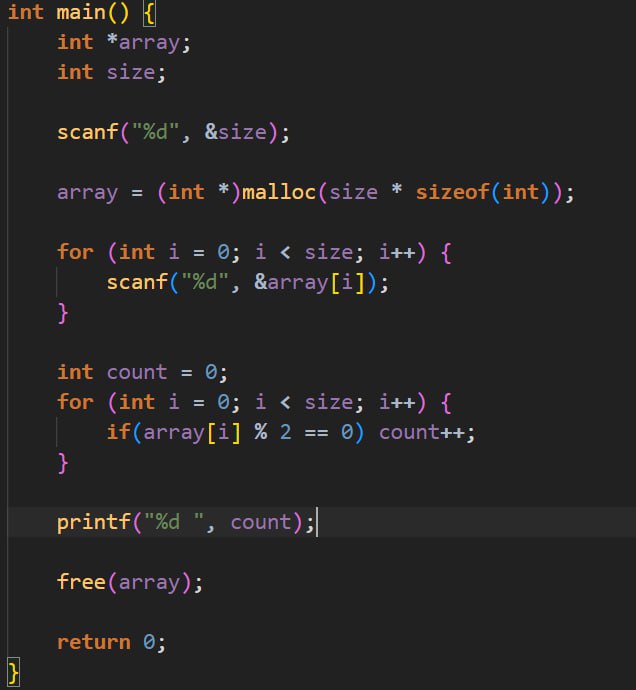 int main() {
    int *array;
    int size;

    scanf("%d", &size);

    array = (int *)malloc(size * sizeof(int));

    for (int i = 0; i < size; i++) {
        scanf("%d", &array[i]);
    }

    int count = 0;
    for (int i = 0; i < size; i++) {
        if(array[i] % 2 == 0) count++;
    }

    printf("%d ", count);

    free(array);

    return 0;
}